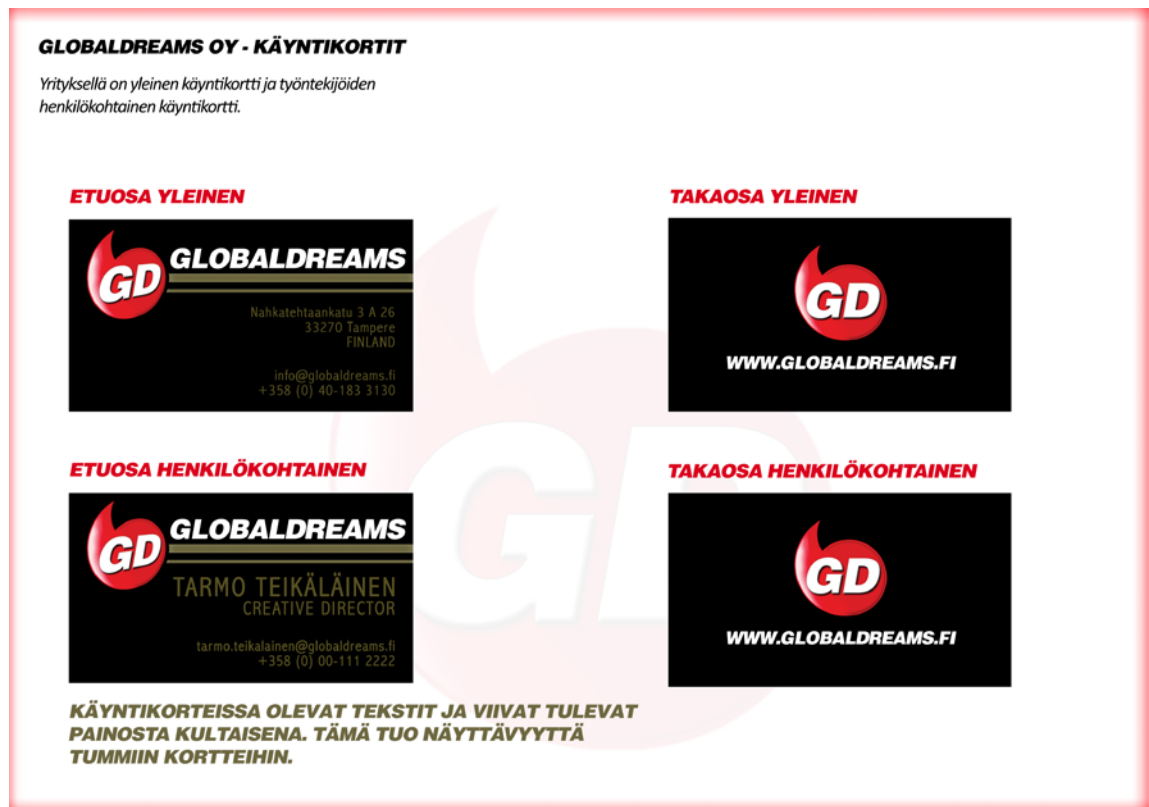 GLOBALDREAMS OY - KÄYNTIKORTIT
Yrityksellä on yleinen käyntikortti ja työntekijöiden
henkilökohtainen käyntikortti.
ETUOSA YLEINEN
GD GLOBALDREAMS
Nahkatehtaankatu 3 A 26
33270 Tampere
FINLAND
info@globaldreams.fi
+358 (0) 40-183 3130
TAKAOSA YLEINEN
GD
WWW.GLOBALDREAMS.FI
ETUOSA HENKILÖKOHTAINEN
GD GLOBALDREAMS
TARMO TEIKÄLÄINEN
CREATIVE DIRECTOR
tarmo.teikalainen@globaldreams.fi
+358 (0) 00-111 2222
TAKAOSA HENKILÖKOHTAINEN
GD
WWW.GLOBALDREAMS.FI
KÄYNTIKORTEISSA OLEVAT TEKSTIT JA VIIVAT TULEVAT
PAINOSTA KULTAISENA. TÄMÄ TUO NÄYTTÄVYYTTÄ
TUMMIIN KORTTEIHIN.
GD